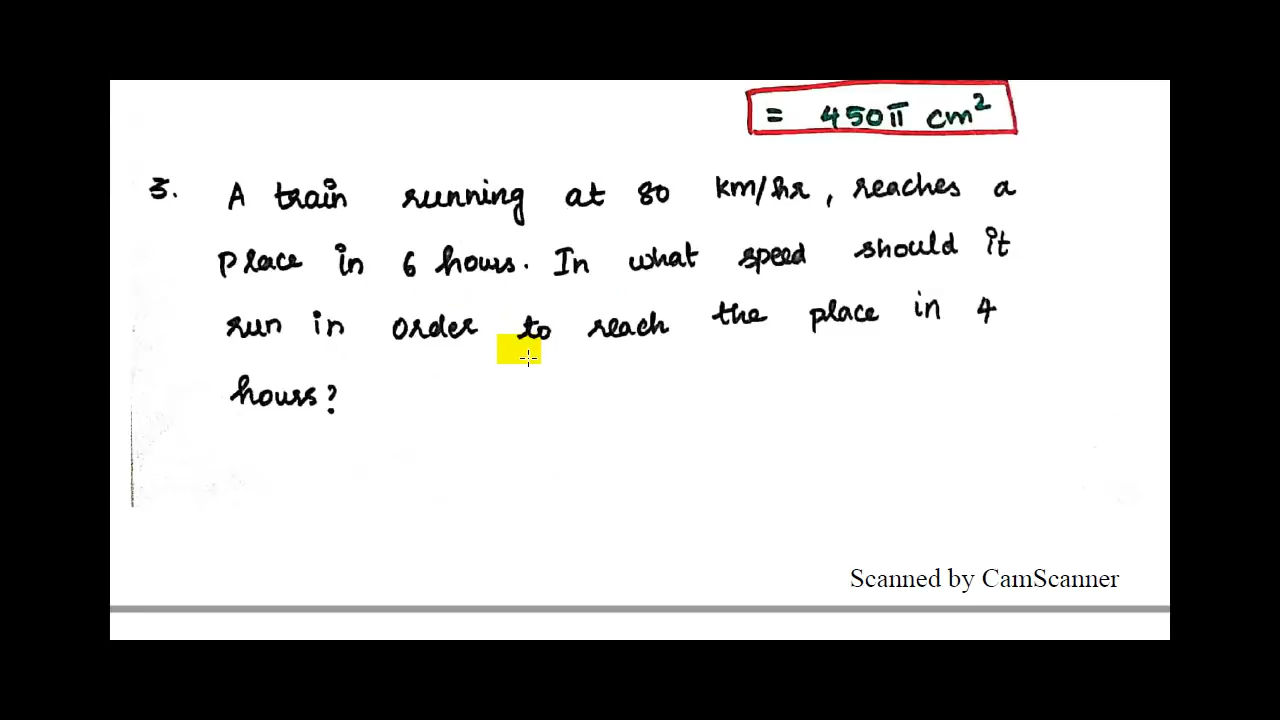 = 450π cm²
3. A train running at 80 km/hr, reaches a
place in 6 hours. In what speed should it
run in order to reach the place in 4
hours?
Scanned by CamScanner